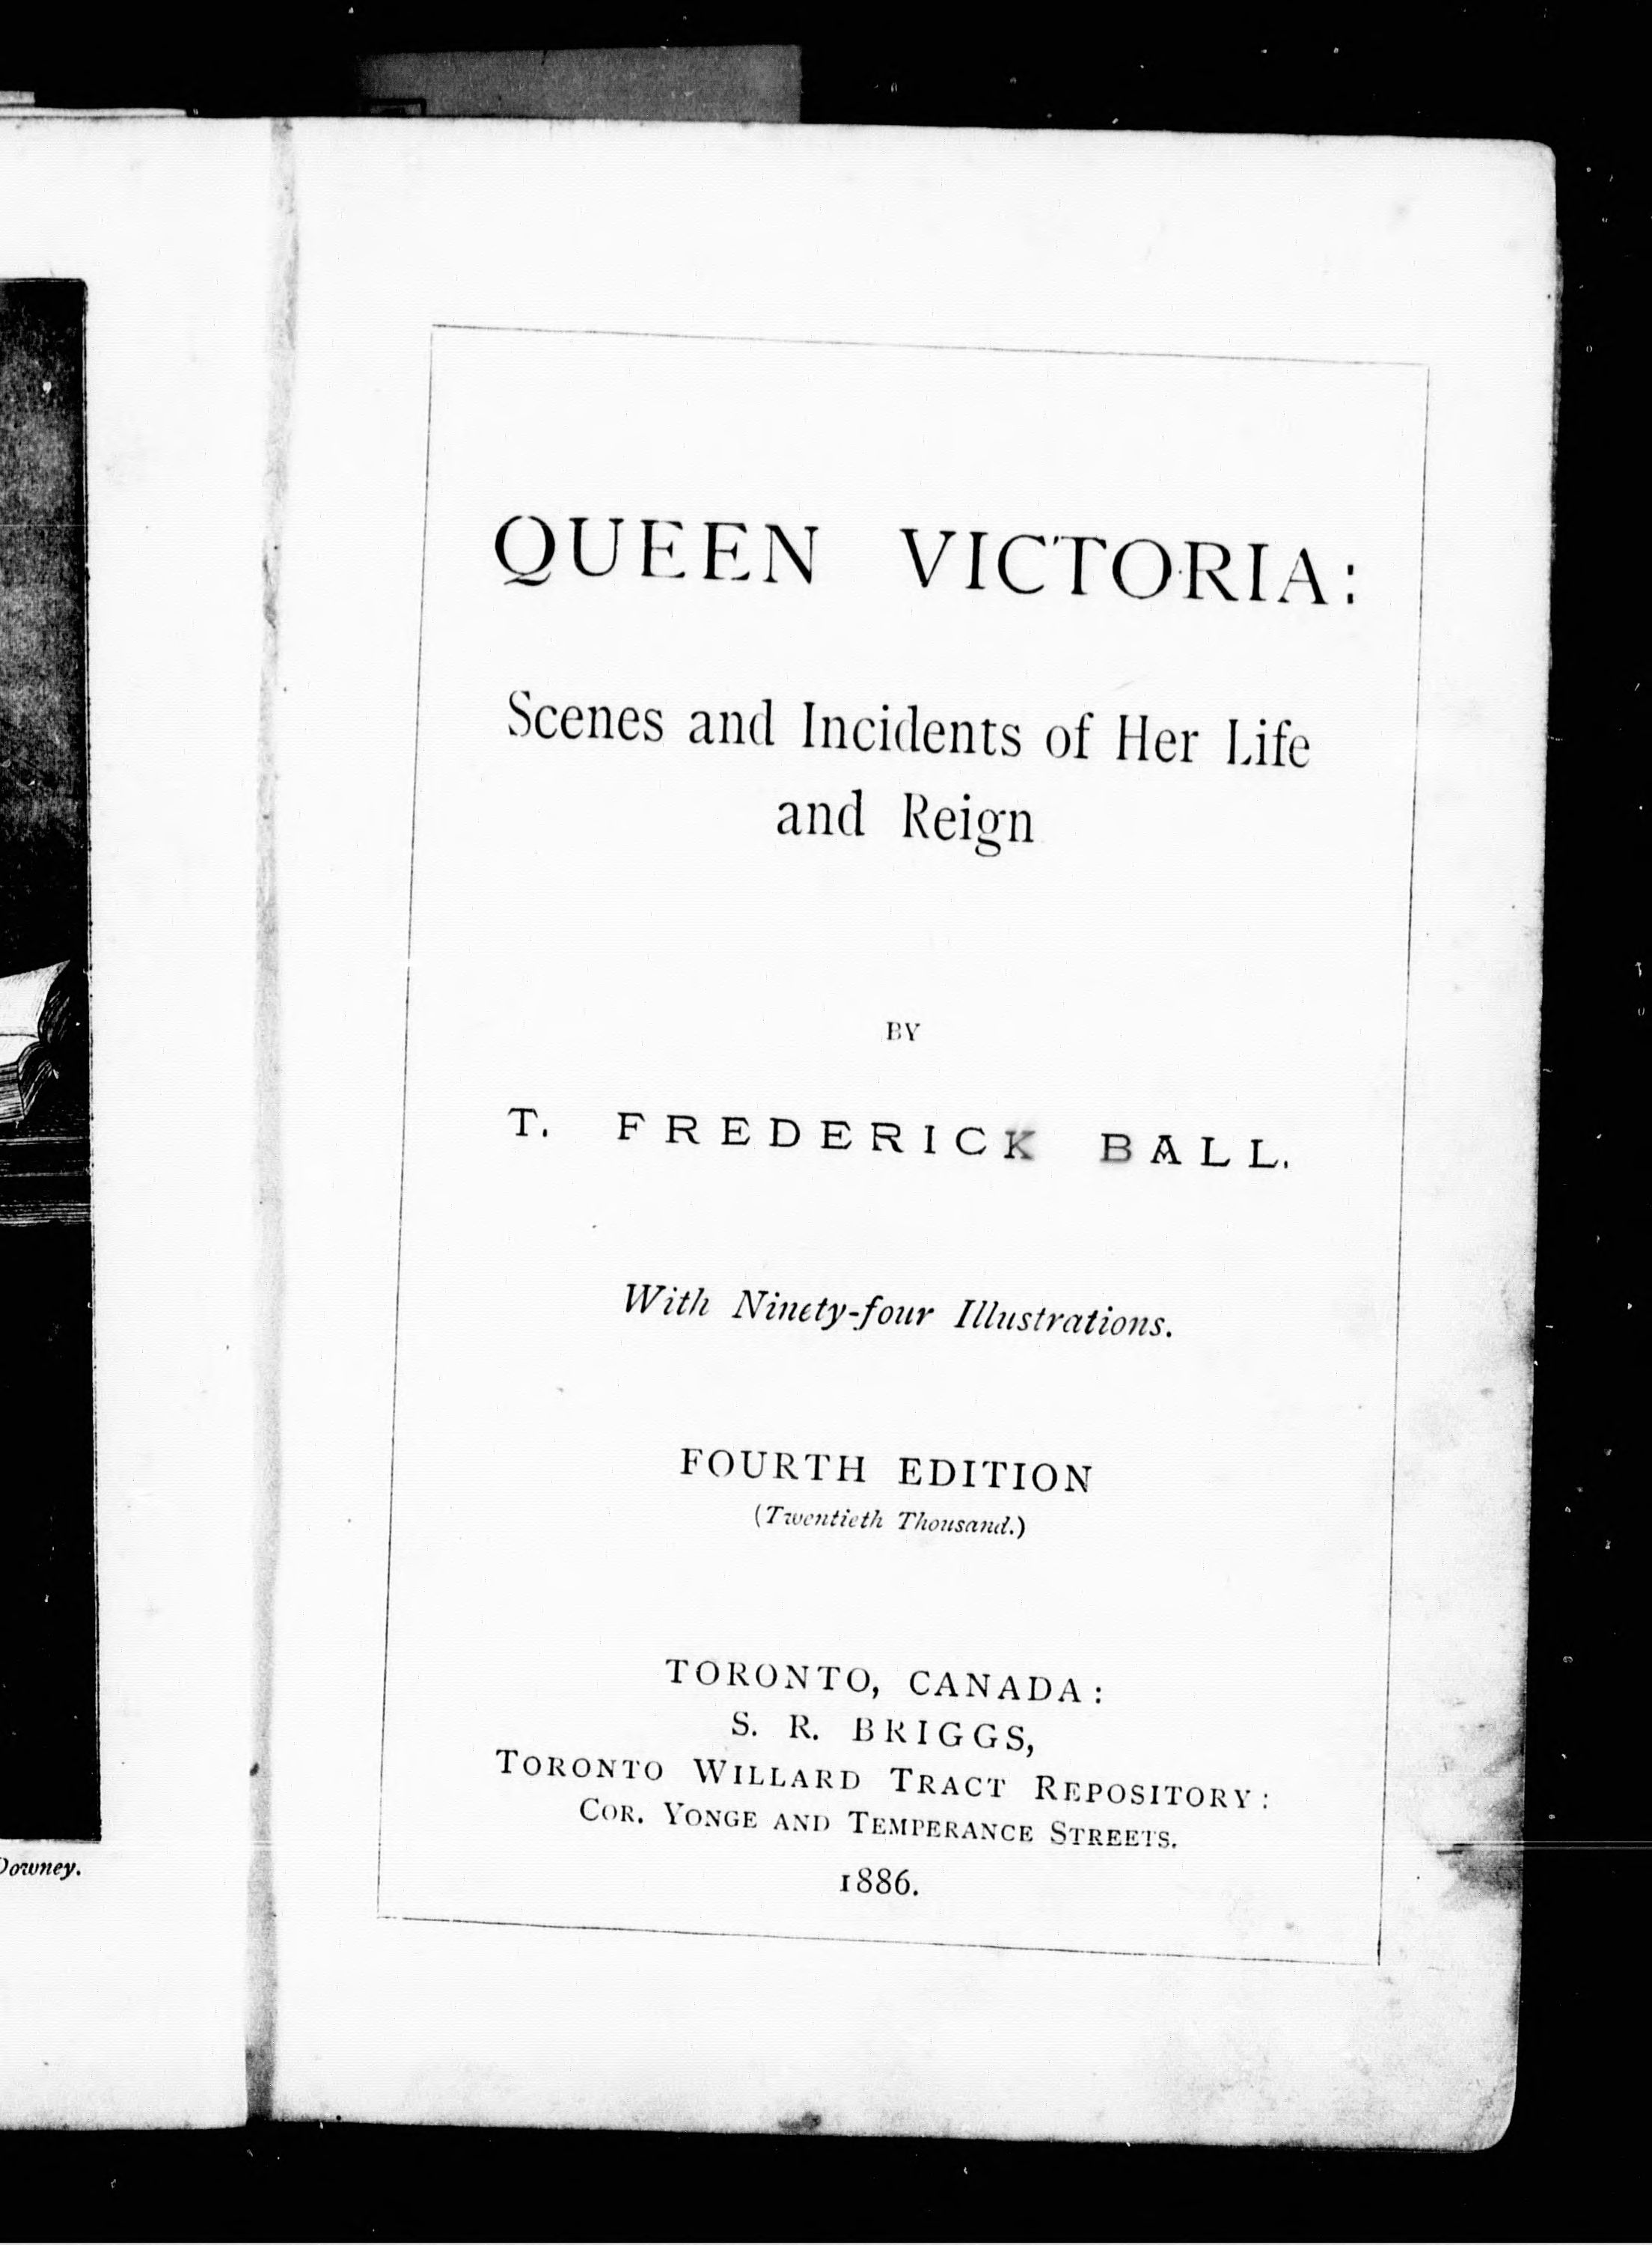 QUEEN VICTORIA:
Scenes and Incidents of Her Life
and Reign
BY
T. FREDERICK BALL.
With Ninety-four Illustrations.
FOURTH EDITION
(Twentieth Thousand.)
TORONTO, CANADA:
S. R. BRIGGS,
TORONTO WILLARD TRACT REPOSITORY:
COR. YONGE AND TEMPERANCE STREETS.
1886.
Downey.